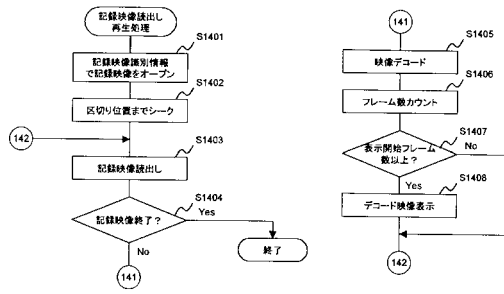 記録映像読出し
再生処理
S1401
記録映像識別情報
で記録映像をオープン
S1402
区切り位置までシーク
142
S1403
記録映像読出し
S1404
記録映像終了？
Yes
No
終了
141
141
S1405
映像デコード
S1406
フレーム数カウント
S1407
表示開始フレーム
数以上？
No
Yes
S1408
デコード映像表示
142